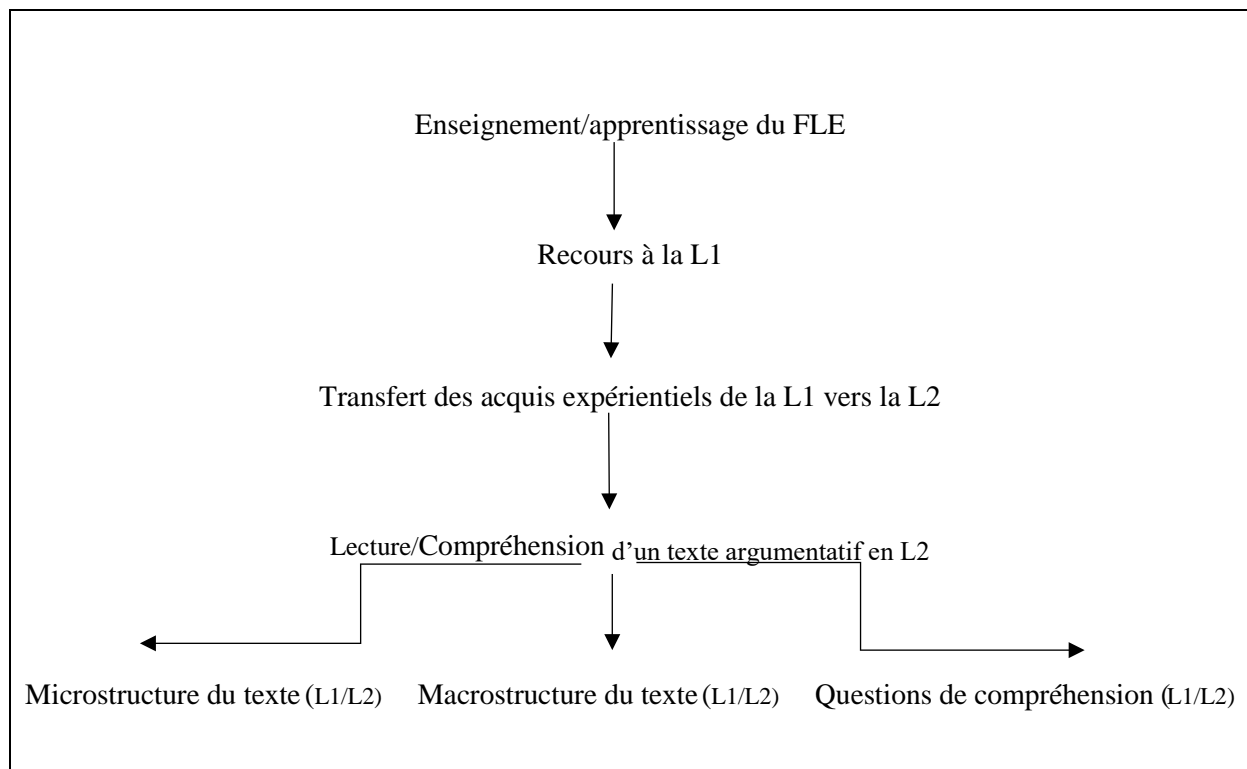 Enseignement/apprentissage du FLE
Recours à la L1
Transfert des acquis expérientiels de la L1 vers la L2
Lecture/Compréhension d’un texte argumentatif en L2
Microstructure du texte (L1/L2) Macrostructure du texte (L1/L2) Questions de compréhension (L1/L2)